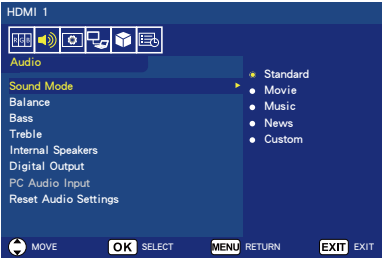 HDMI 1
RGB
Audio
Sound Mode
Balance
Bass
Treble
Internal Speakers
Digital Output
PC Audio Input
Reset Audio Settings
Standard
Movie
Music
News
Custom
MOVE OK SELECT MENU RETURN EXIT EXIT